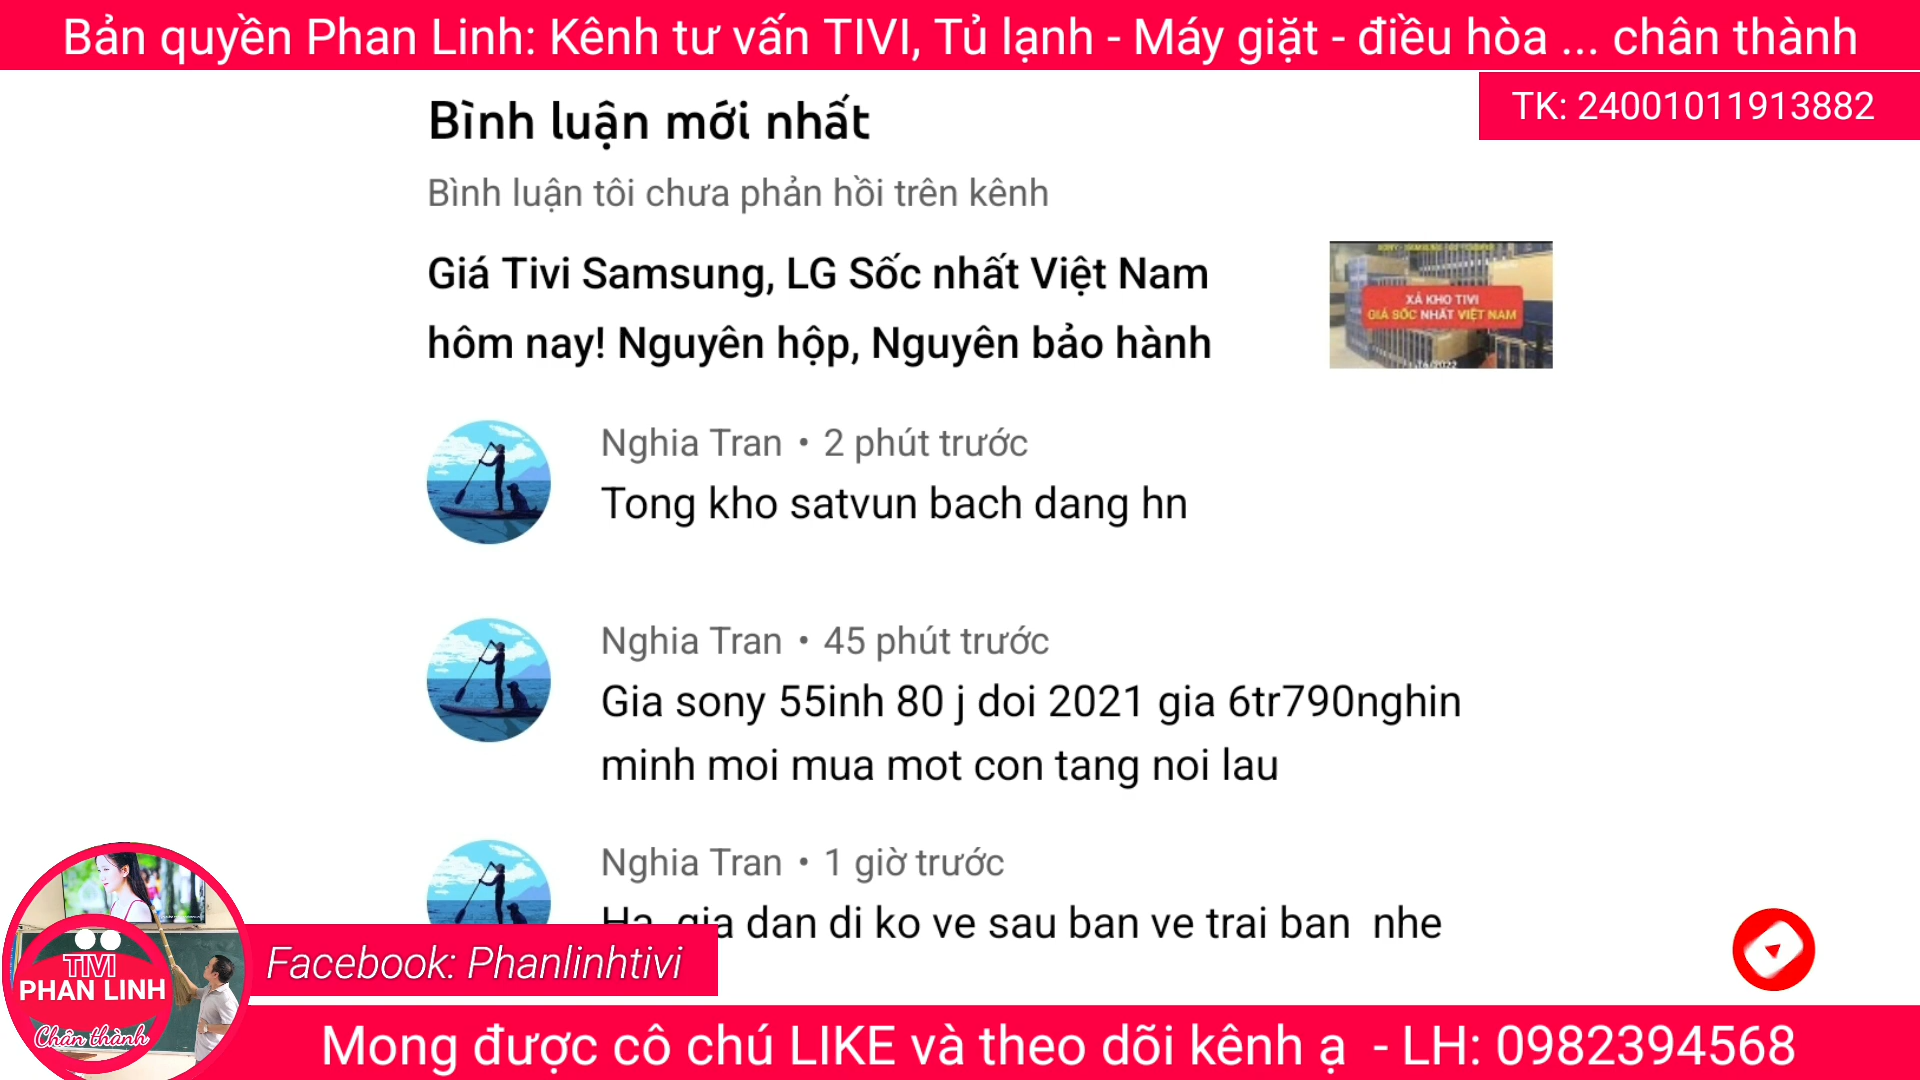 Bản quyền Phan Linh: Kênh tư vấn TIVI, Tủ lạnh - Máy giặt - điều hòa ... chân thành
TK: 24001011913882
Bình luận mới nhất
Bình luận tôi chưa phản hồi trên kênh
Giá Tivi Samsung, LG Sốc nhất Việt Nam
hôm nay! Nguyên hộp, Nguyên bảo hành
XẢ KHO TIVI
GIÁ SỐC NHẤT VIỆT NAM
Nghia Tran • 2 phút trước
Tong kho satvun bach dang hn
Nghia Tran • 45 phút trước
Gia sony 55inh 80 j doi 2021 gia 6tr790nghin
minh moi mua mot con tang noi lau
Nghia Tran • 1 giờ trước
Ha gia dan di ko ve sau ban ve trai ban nhe
Facebook: Phanlinhtivi
TIVI
PHAN LINH
Chân thành
Mong được cô chú LIKE và theo dõi kênh ạ - LH: 0982394568